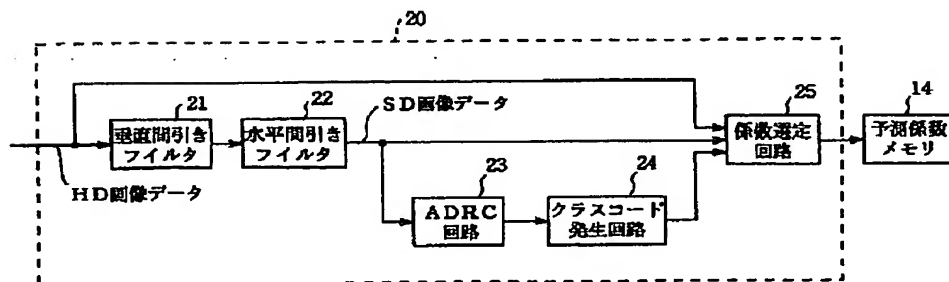 20
21
垂直間引き
フイルタ
22
水平間引き
フイルタ
SD画像データ
HD画像データ
23
ADRC
回路
24
クラスコード
発生回路
25
係数選定
回路
14
予測係数
メモリ